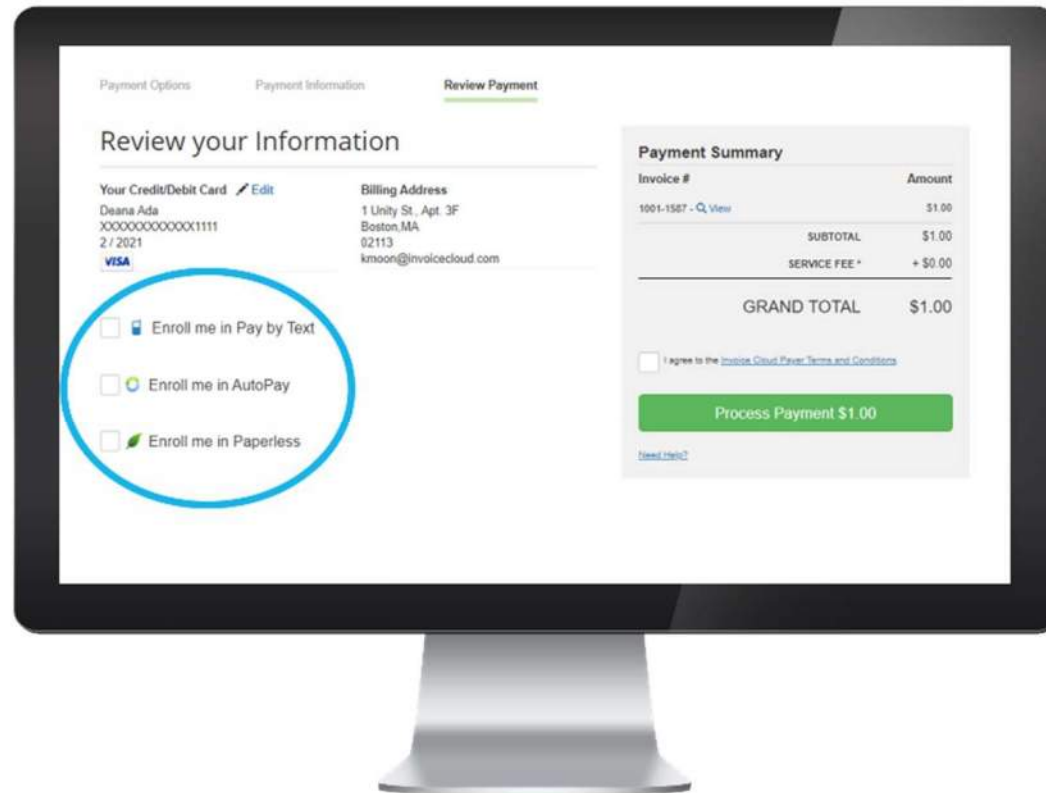 Payment Options
Payment Information
Review Payment
Review your Information
Your Credit/Debit Card Edit
Deana Ada
XXXXXXXXXXXX1111
2 / 2021
VISA
Billing Address
1 Unity St., Apt. 3F
Boston,MA
02113
kmoon@invoicecloud.com
Enroll me in Pay by Text
Enroll me in AutoPay
Enroll me in Paperless
Payment Summary
Invoice # Amount
1001-1587 - View $1.00
SUBTOTAL $1.00
SERVICE FEE * + $0.00
GRAND TOTAL $1.00
I agree to the Invoice Cloud Payer Terms and Conditions
Process Payment $1.00
Need Help?